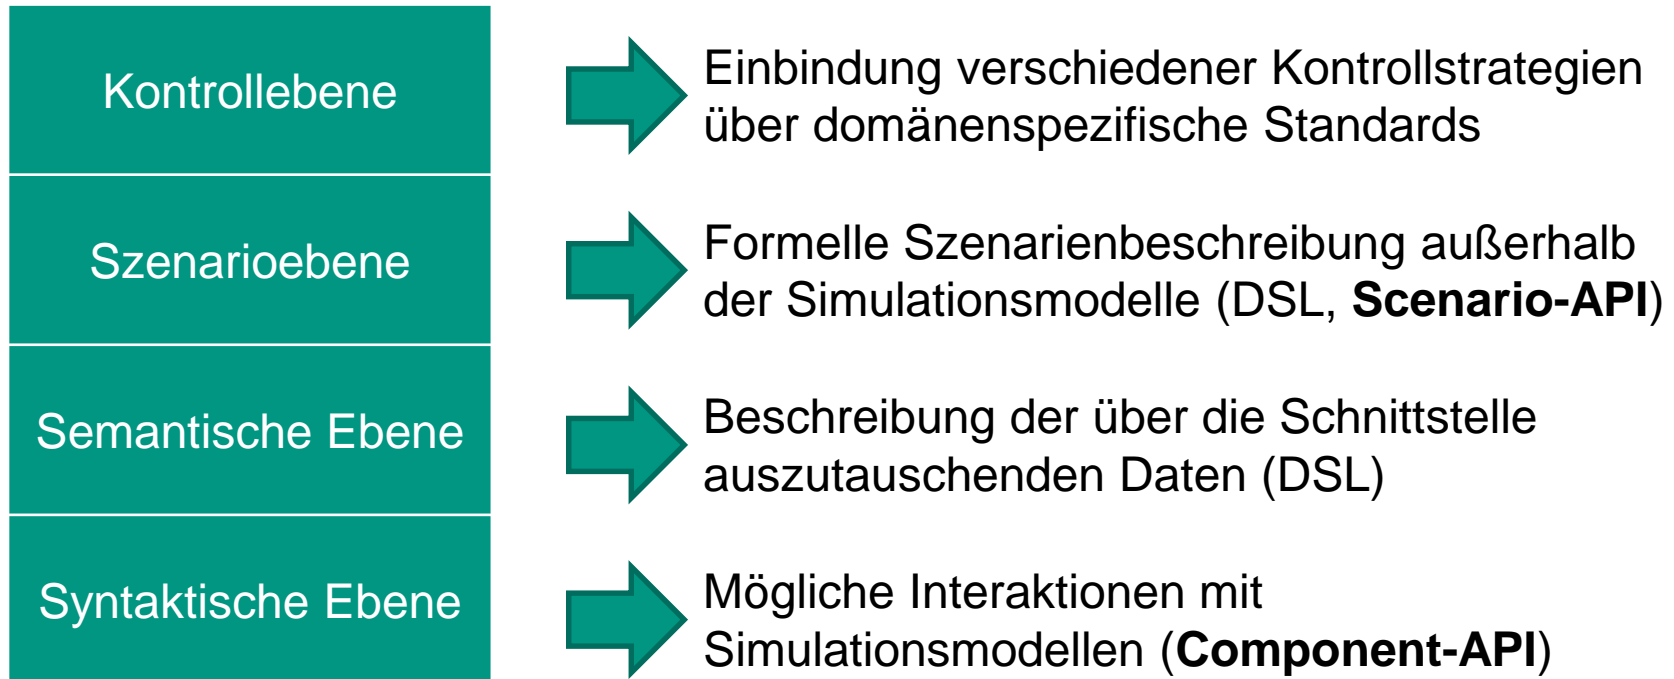 Kontrollebene
Einbindung verschiedener Kontrollstrategien
über domänenspezifische Standards
Szenarioebene
Formelle Szenarienbeschreibung außerhalb
der Simulationsmodelle (DSL, Scenario-API)
Semantische Ebene
Beschreibung der über die Schnittstelle
auszutauschenden Daten (DSL)
Syntaktische Ebene
Mögliche Interaktionen mit
Simulationsmodellen (Component-API)